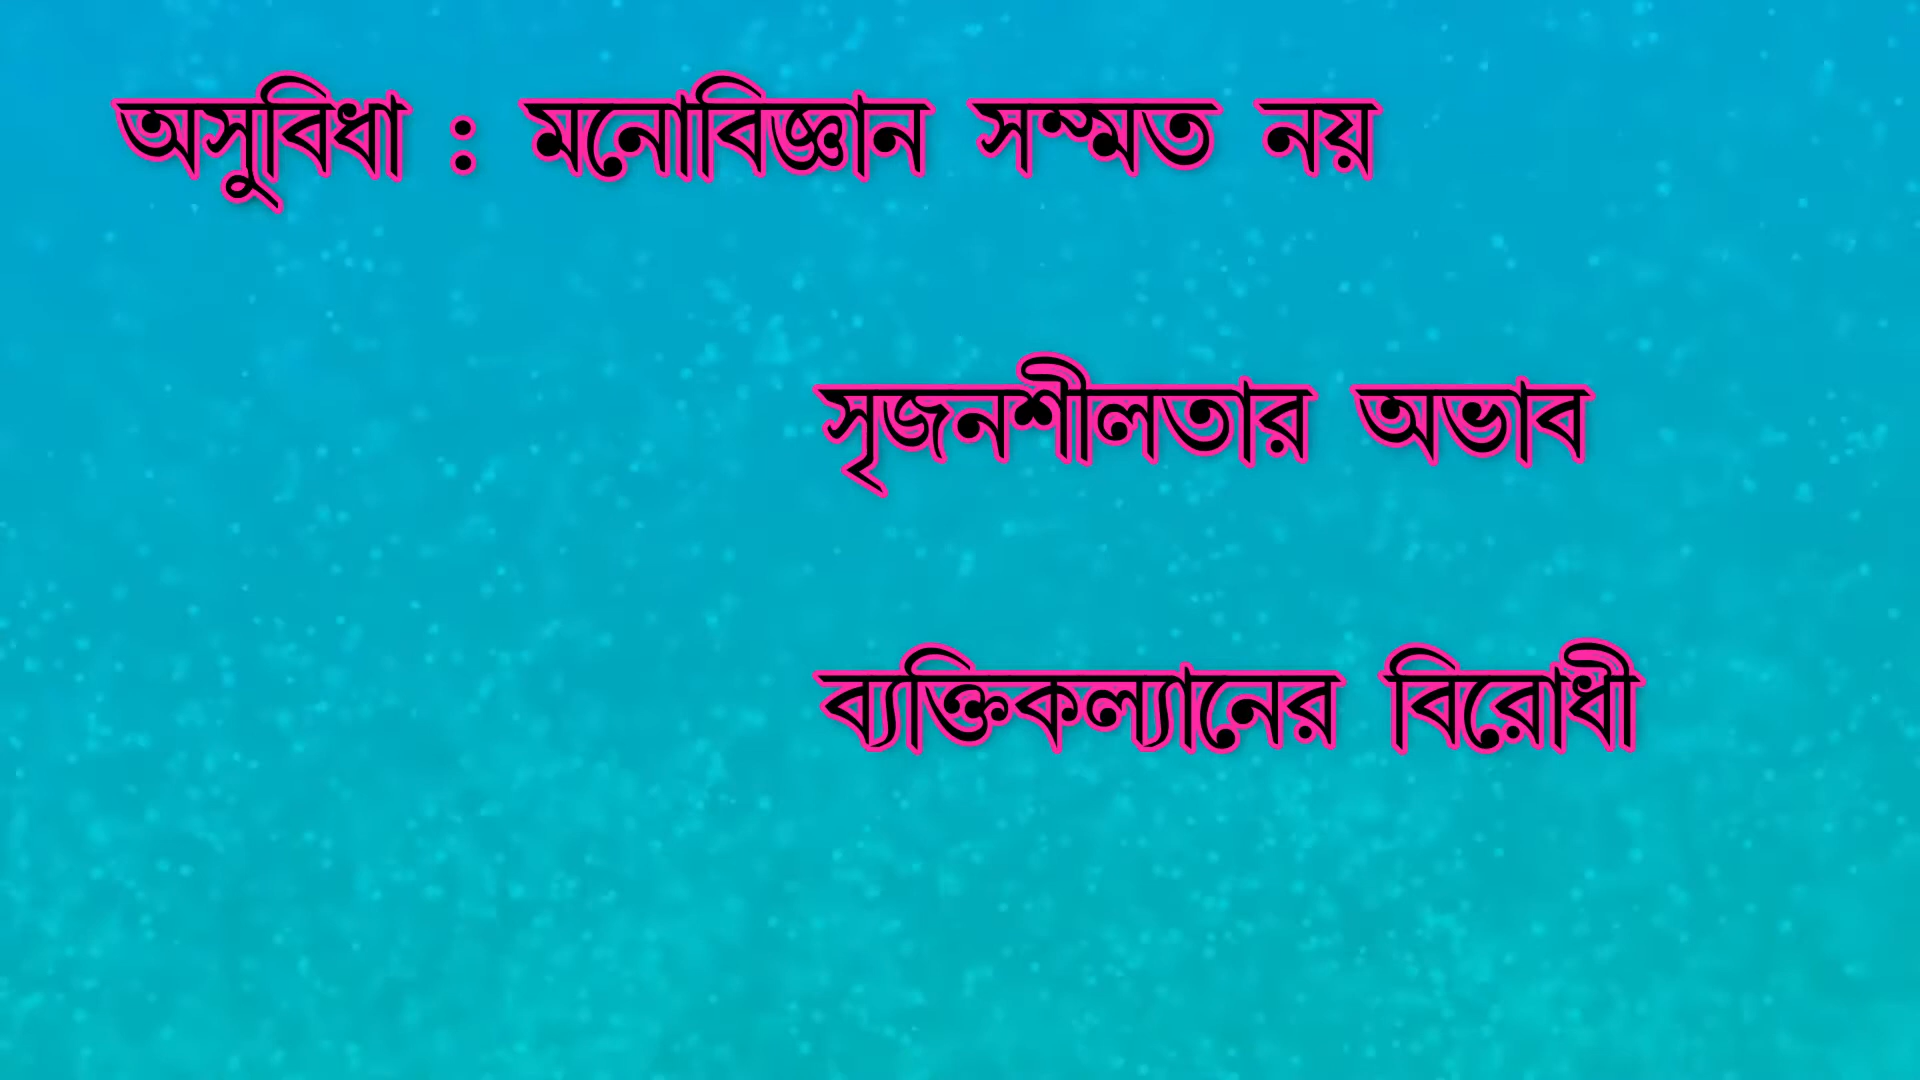 অসুবিধা : মনোবিজ্ঞান সম্মত নয়
সৃজনশীলতার অভাব
ব্যক্তিকল্যানের বিরোধী